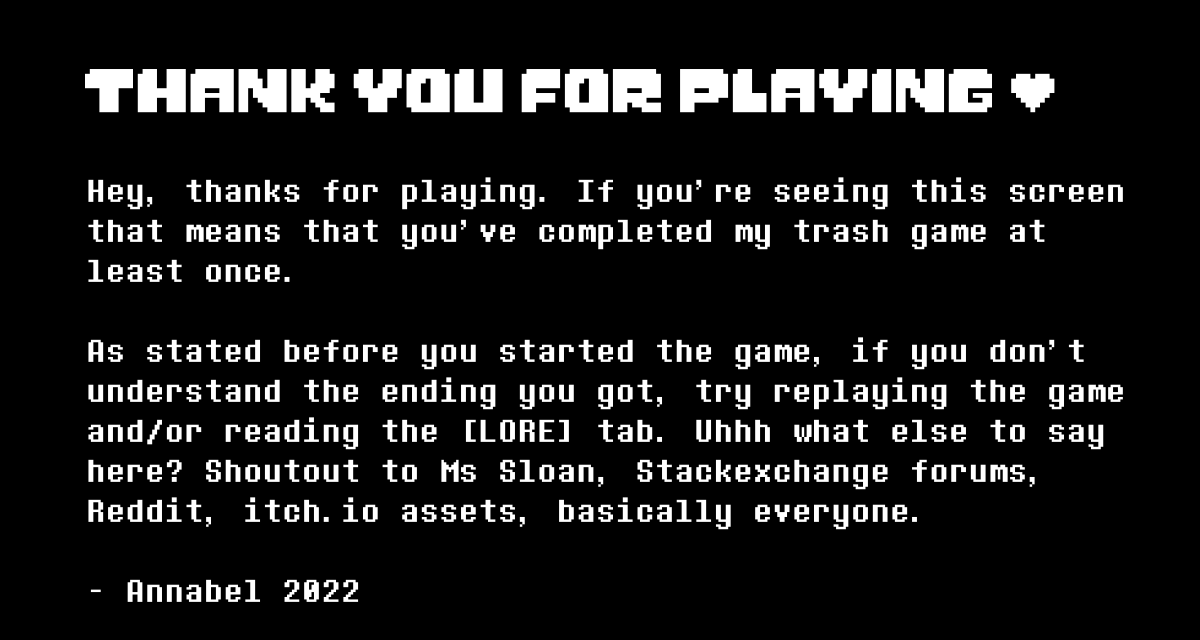 THANK YOU FOR PLAYING ♥
Hey, thanks for playing. If you're seeing this screen
that means that you've completed my trash game at
least once.
As stated before you started the game, if you don't
understand the ending you got, try replaying the game
and/or reading the [LORE] tab. Uhhh what else to say
here? Shoutout to Ms Sloan, Stackexchange forums,
Reddit, itch.io assets, basically everyone.
- Annabel 2022